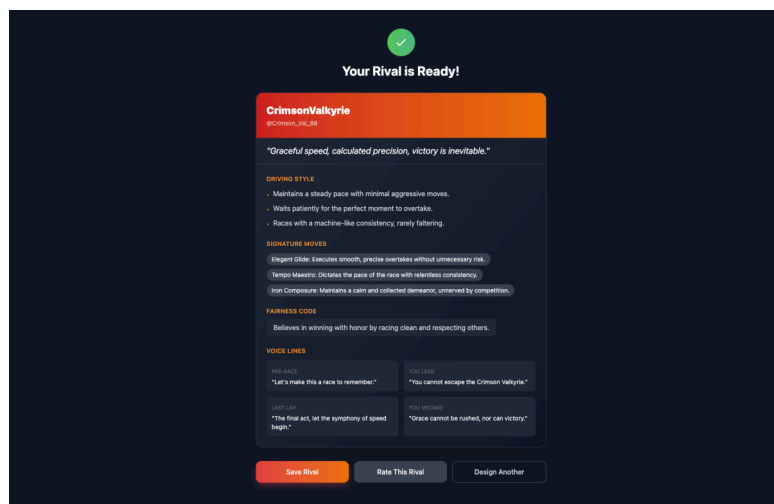 Your Rival is Ready!
CrimsonValkyrie
@Crimson_Val_88
"Graceful speed, calculated precision, victory is inevitable."
DRIVING STYLE
• Maintains a steady pace with minimal aggressive moves.
• Waits patiently for the perfect moment to overtake.
• Races with a machine-like consistency, rarely faltering.
SIGNATURE MOVES
Elegant Glide: Executes smooth, precise overtakes without unnecessary risk.
Tempo Maestro: Dictates the pace of the race with relentless consistency.
Iron Composure: Maintains a calm and collected demeanor, unnerved by competition.
FAIRNESS CODE
Believes in winning with honor by racing clean and respecting others.
VOICE LINES
PRE-RACE
"Let's make this a race to remember."
YOU LEAD
"You cannot escape the Crimson Valkyrie."
LAST LAP
"The final act, let the symphony of speed
begin."
YOU MISTAKE
"Grace cannot be rushed, nor can victory."
Save Rival
Rate This Rival
Design Another